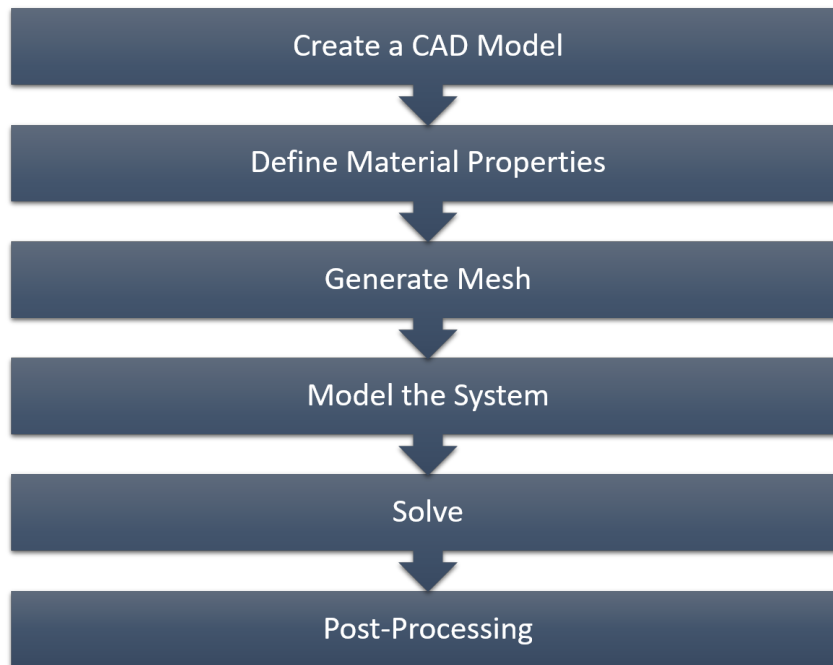 Create a CAD Model
Define Material Properties
Generate Mesh
Model the System
Solve
Post-Processing